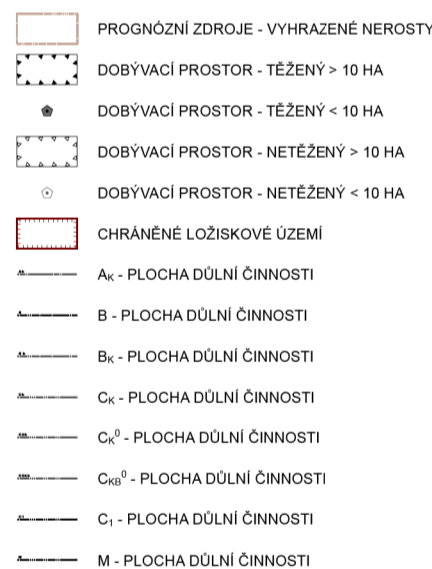 PROGNÓZNÍ ZDROJE - VYHRAZENÉ NEROSTY
DOBÝVACÍ PROSTOR - TĚŽENÝ > 10 HA
DOBÝVACÍ PROSTOR - TĚŽENÝ < 10 HA
DOBÝVACÍ PROSTOR - NETĚŽENÝ > 10 HA
DOBÝVACÍ PROSTOR - NETĚŽENÝ < 10 HA
CHRÁNĚNÉ LOŽISKOVÉ ÚZEMÍ
Aₖ - PLOCHA DŮLNÍ ČINNOSTI
B - PLOCHA DŮLNÍ ČINNOSTI
Bₖ - PLOCHA DŮLNÍ ČINNOSTI
Cₖ - PLOCHA DŮLNÍ ČINNOSTI
Cₖ⁰ - PLOCHA DŮLNÍ ČINNOSTI
C_KB⁰ - PLOCHA DŮLNÍ ČINNOSTI
C₁ - PLOCHA DŮLNÍ ČINNOSTI
M - PLOCHA DŮLNÍ ČINNOSTI